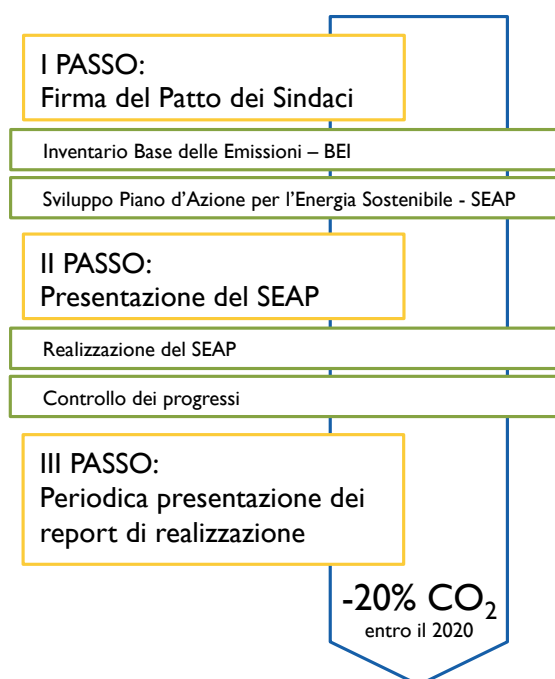 I PASSO:
Firma del Patto dei Sindaci
Inventario Base delle Emissioni – BEI
Sviluppo Piano d'Azione per l'Energia Sostenibile - SEAP
II PASSO:
Presentazione del SEAP
Realizzazione del SEAP
Controllo dei progressi
III PASSO:
Periodica presentazione dei
report di realizzazione
-20% CO₂
entro il 2020